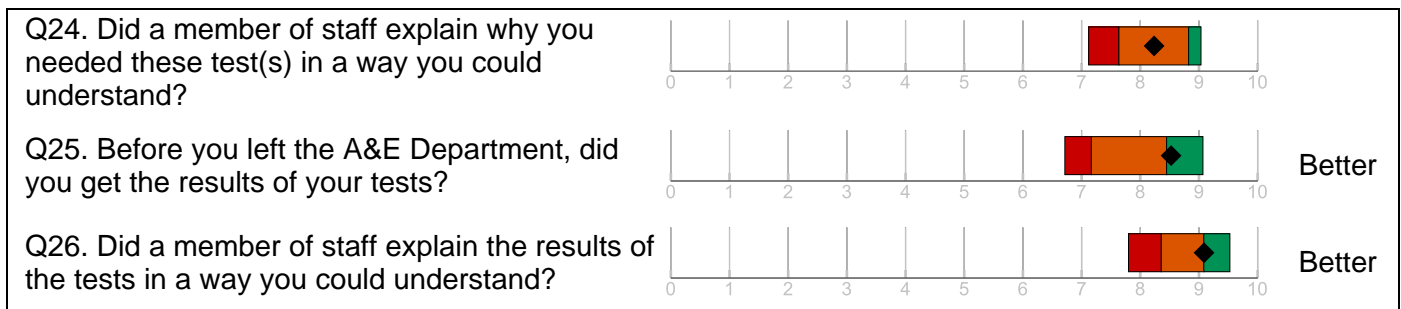 Q24. Did a member of staff explain why you
needed these test(s) in a way you could
understand?
0 1 2 3 4 5 6 7 8 9 10
Q25. Before you left the A&E Department, did
you get the results of your tests?
Better
0 1 2 3 4 5 6 7 8 9 10
Q26. Did a member of staff explain the results of
the tests in a way you could understand?
Better
0 1 2 3 4 5 6 7 8 9 10